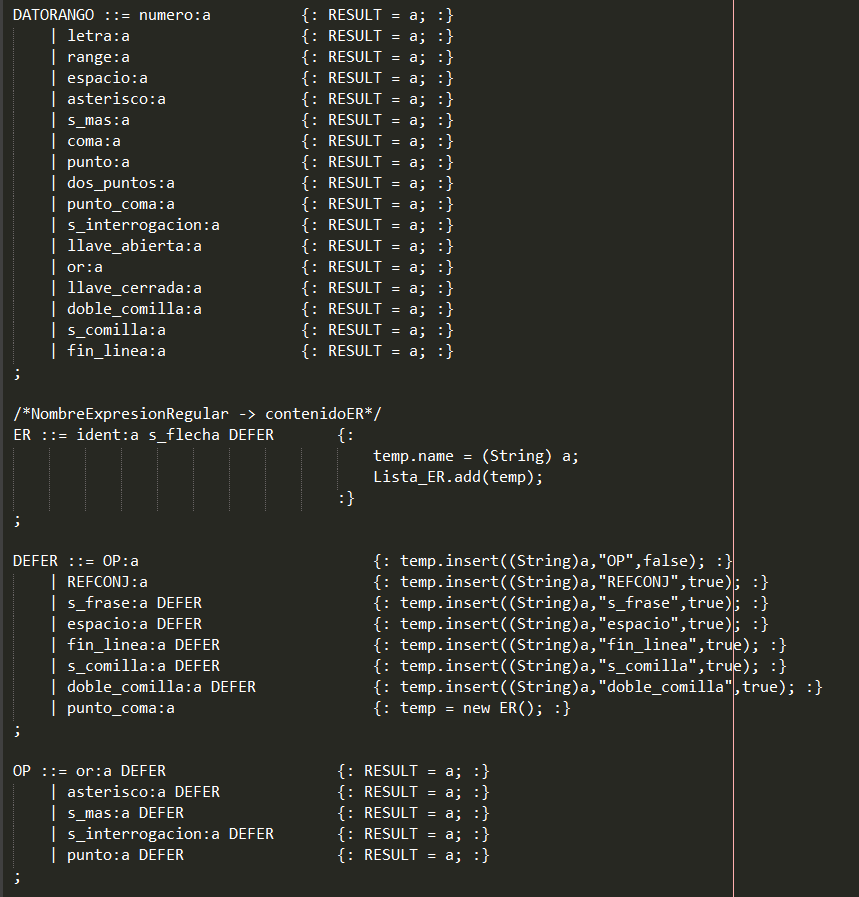 DATORANGO ::= numero:a {: RESULT = a; :}
| letra:a {: RESULT = a; :}
| range:a {: RESULT = a; :}
| espacio:a {: RESULT = a; :}
| asterisco:a {: RESULT = a; :}
| s_mas:a {: RESULT = a; :}
| coma:a {: RESULT = a; :}
| punto:a {: RESULT = a; :}
| dos_puntos:a {: RESULT = a; :}
| punto_coma:a {: RESULT = a; :}
| s_interrogacion:a {: RESULT = a; :}
| llave_abierta:a {: RESULT = a; :}
| or:a {: RESULT = a; :}
| llave_cerrada:a {: RESULT = a; :}
| doble_comilla:a {: RESULT = a; :}
| s_comilla:a {: RESULT = a; :}
| fin_linea:a {: RESULT = a; :}
;
/*NombreExpresionRegular -> contenidoER*/
ER ::= ident:a s_flecha DEFER {:
temp.name = (String) a;
Lista_ER.add(temp);
:}
;
DEFER ::= OP:a {: temp.insert((String)a,"OP",false); :}
| REFCONJ:a {: temp.insert((String)a,"REFCONJ",true); :}
| s_frase:a DEFER {: temp.insert((String)a,"s_frase",true); :}
| espacio:a DEFER {: temp.insert((String)a,"espacio",true); :}
| fin_linea:a DEFER {: temp.insert((String)a,"fin_linea",true); :}
| s_comilla:a DEFER {: temp.insert((String)a,"s_comilla",true); :}
| doble_comilla:a DEFER {: temp.insert((String)a,"doble_comilla",true); :}
| punto_coma:a {: temp = new ER(); :}
;
OP ::= or:a DEFER {: RESULT = a; :}
| asterisco:a DEFER {: RESULT = a; :}
| s_mas:a DEFER {: RESULT = a; :}
| s_interrogacion:a DEFER {: RESULT = a; :}
| punto:a DEFER {: RESULT = a; :}
;